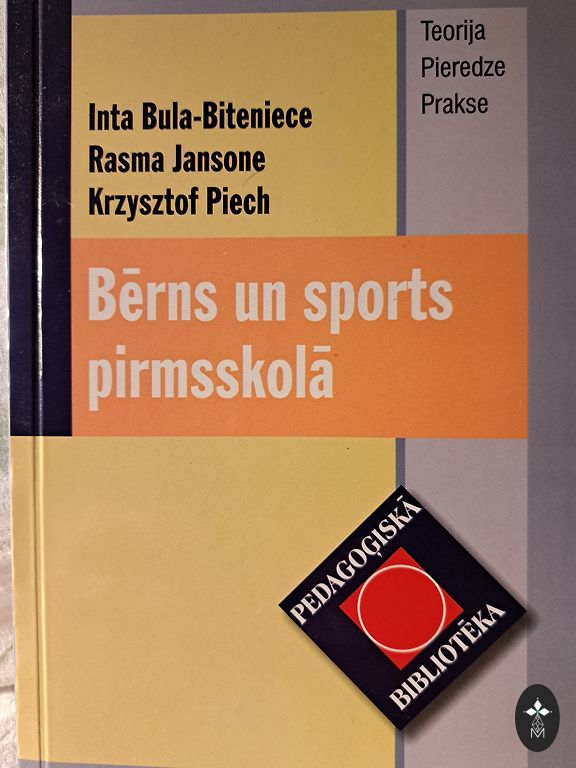 Teorija
Pieredze
Prakse
Inta Bula-Biteniece
Rasma Jansone
Krzysztof Piech
Bērns un sports
pirmsskolā
PEDAGOĢISKĀ
BIBLIOTĒKA
M